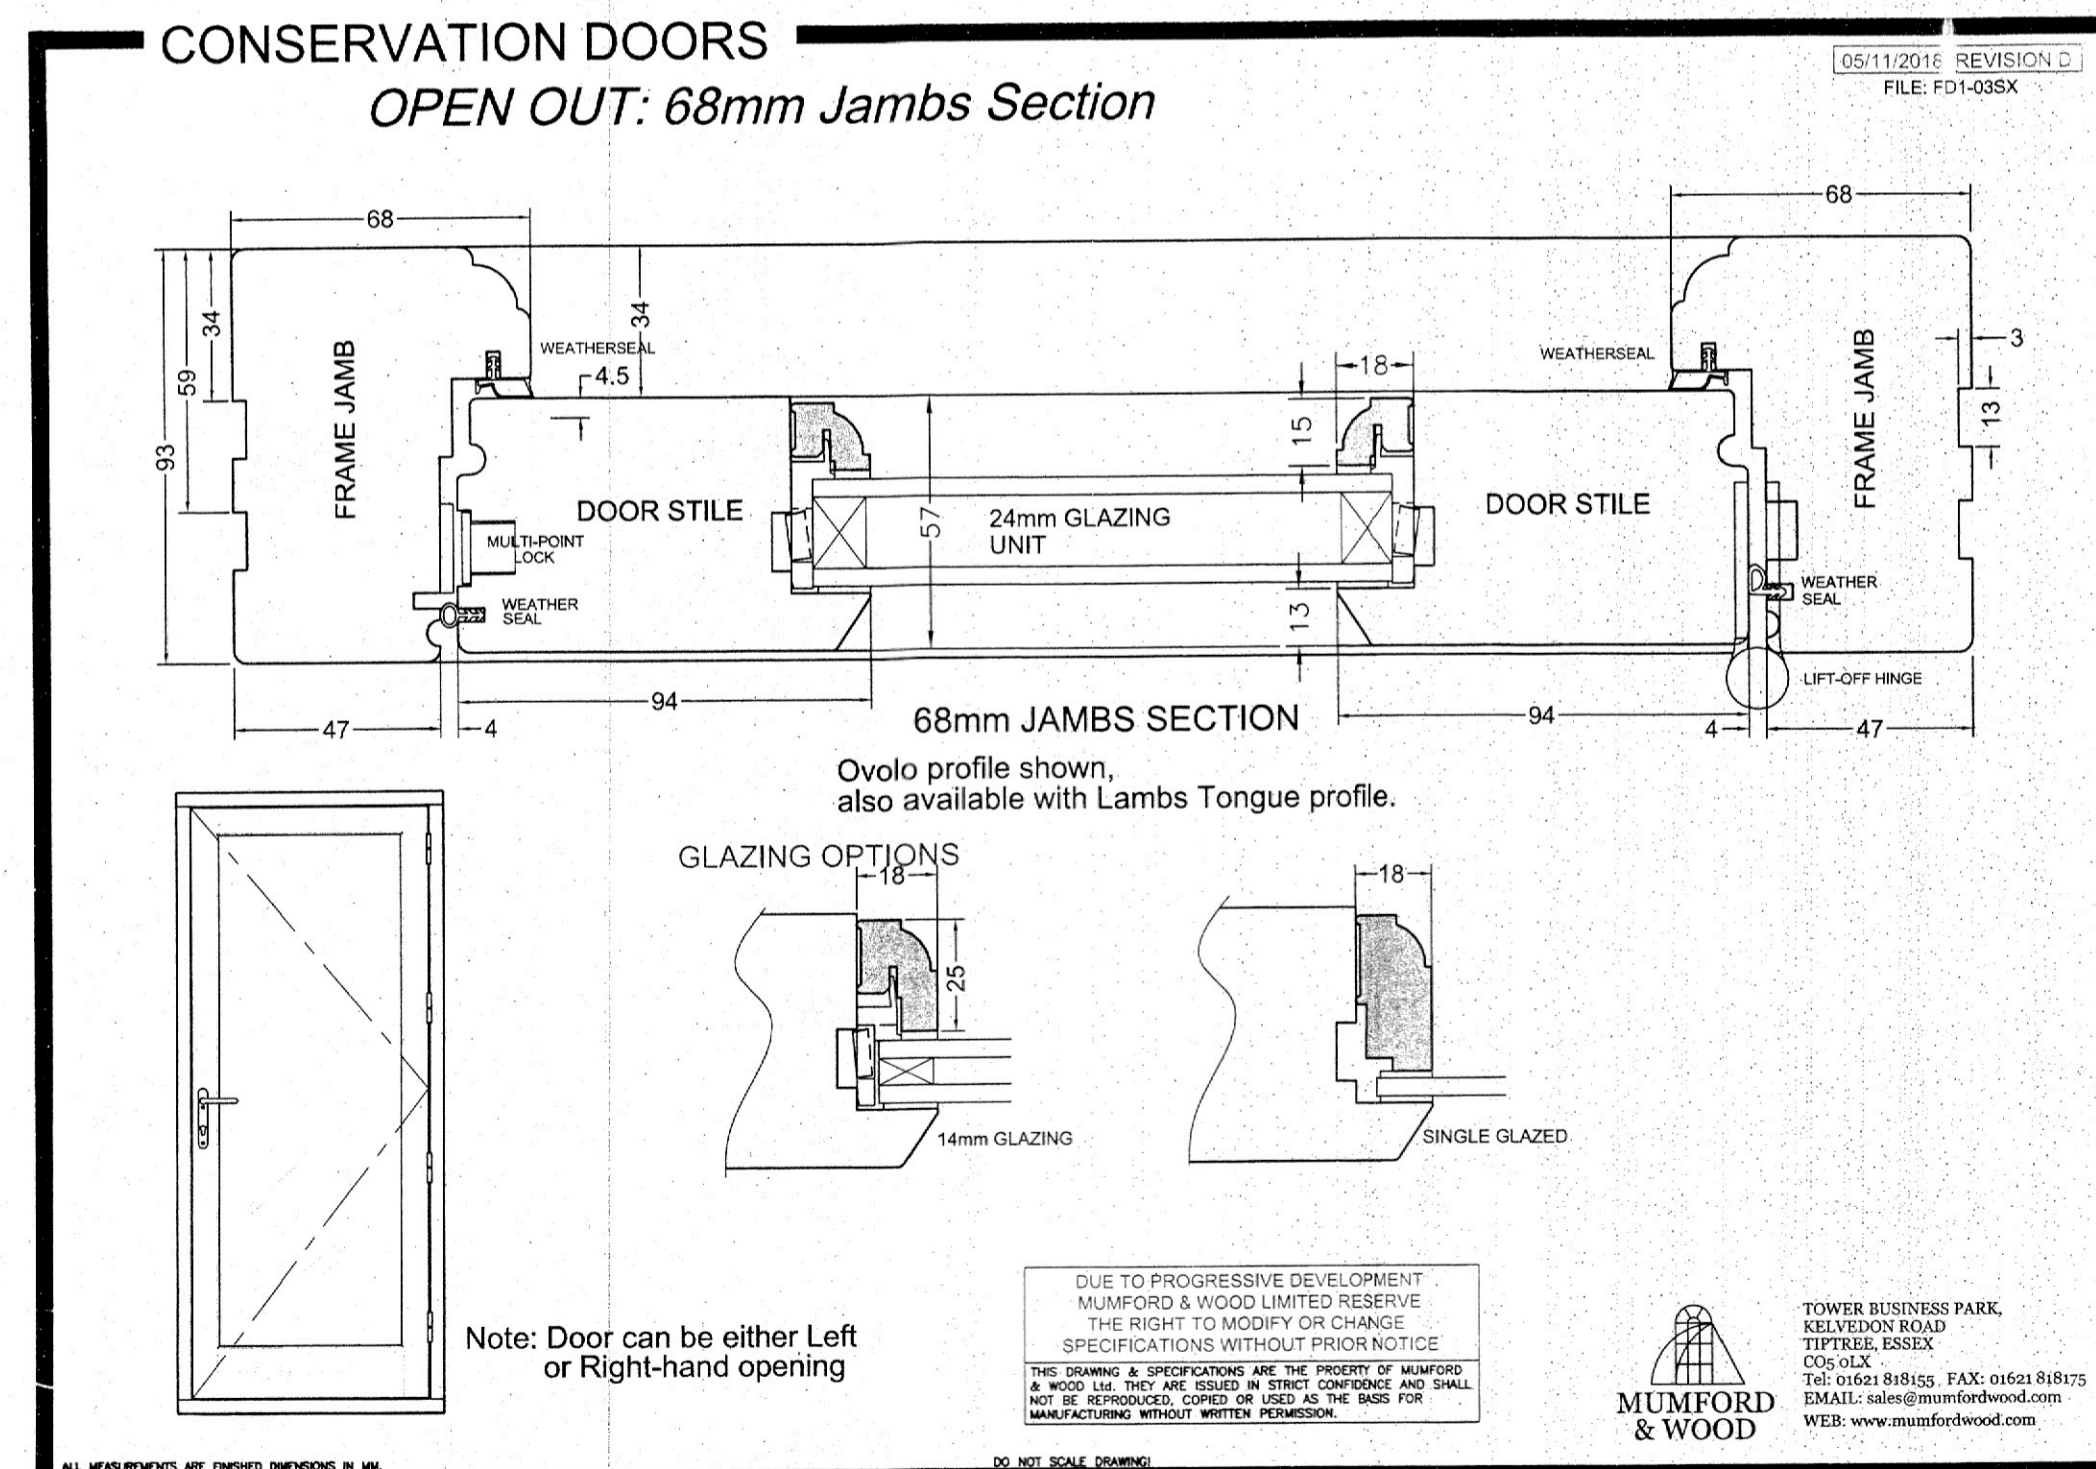 CONSERVATION DOORS
OPEN OUT: 68mm Jambs Section
05/11/2018 REVISION D
FILE: FD1-03SX
68
68
34
59
93
34
FRAME JAMB
WEATHERSEAL
4.5
DOOR STILE
MULTI-POINT
LOCK
WEATHER
SEAL
57
24mm GLAZING
UNIT
18
15
13
WEATHERSEAL
DOOR STILE
FRAME JAMB
3
13
WEATHER
SEAL
LIFT-OFF HINGE
47
4
94
94
4
47
68mm JAMBS SECTION
Ovolo profile shown,
also available with Lambs Tongue profile.
GLAZING OPTIONS
18
25
14mm GLAZING
18
SINGLE GLAZED
Note: Door can be either Left
or Right-hand opening
DUE TO PROGRESSIVE DEVELOPMENT
MUMFORD & WOOD LIMITED RESERVE
THE RIGHT TO MODIFY OR CHANGE
SPECIFICATIONS WITHOUT PRIOR NOTICE
THIS DRAWING & SPECIFICATIONS ARE THE PROERTY OF MUMFORD
& WOOD Ltd. THEY ARE ISSUED IN STRICT CONFIDENCE AND SHALL
NOT BE REPRODUCED, COPIED OR USED AS THE BASIS FOR
MANUFACTURING WITHOUT WRITTEN PERMISSION.
MUMFORD
& WOOD
TOWER BUSINESS PARK,
KELVEDON ROAD
TIPTREE, ESSEX
CO5 0LX
Tel: 01621 818155 FAX: 01621 818175
EMAIL: sales@mumfordwood.com
WEB: www.mumfordwood.com
ALL MEASUREMENTS ARE FINISHED DIMENSIONS IN MM.
DO NOT SCALE DRAWING!